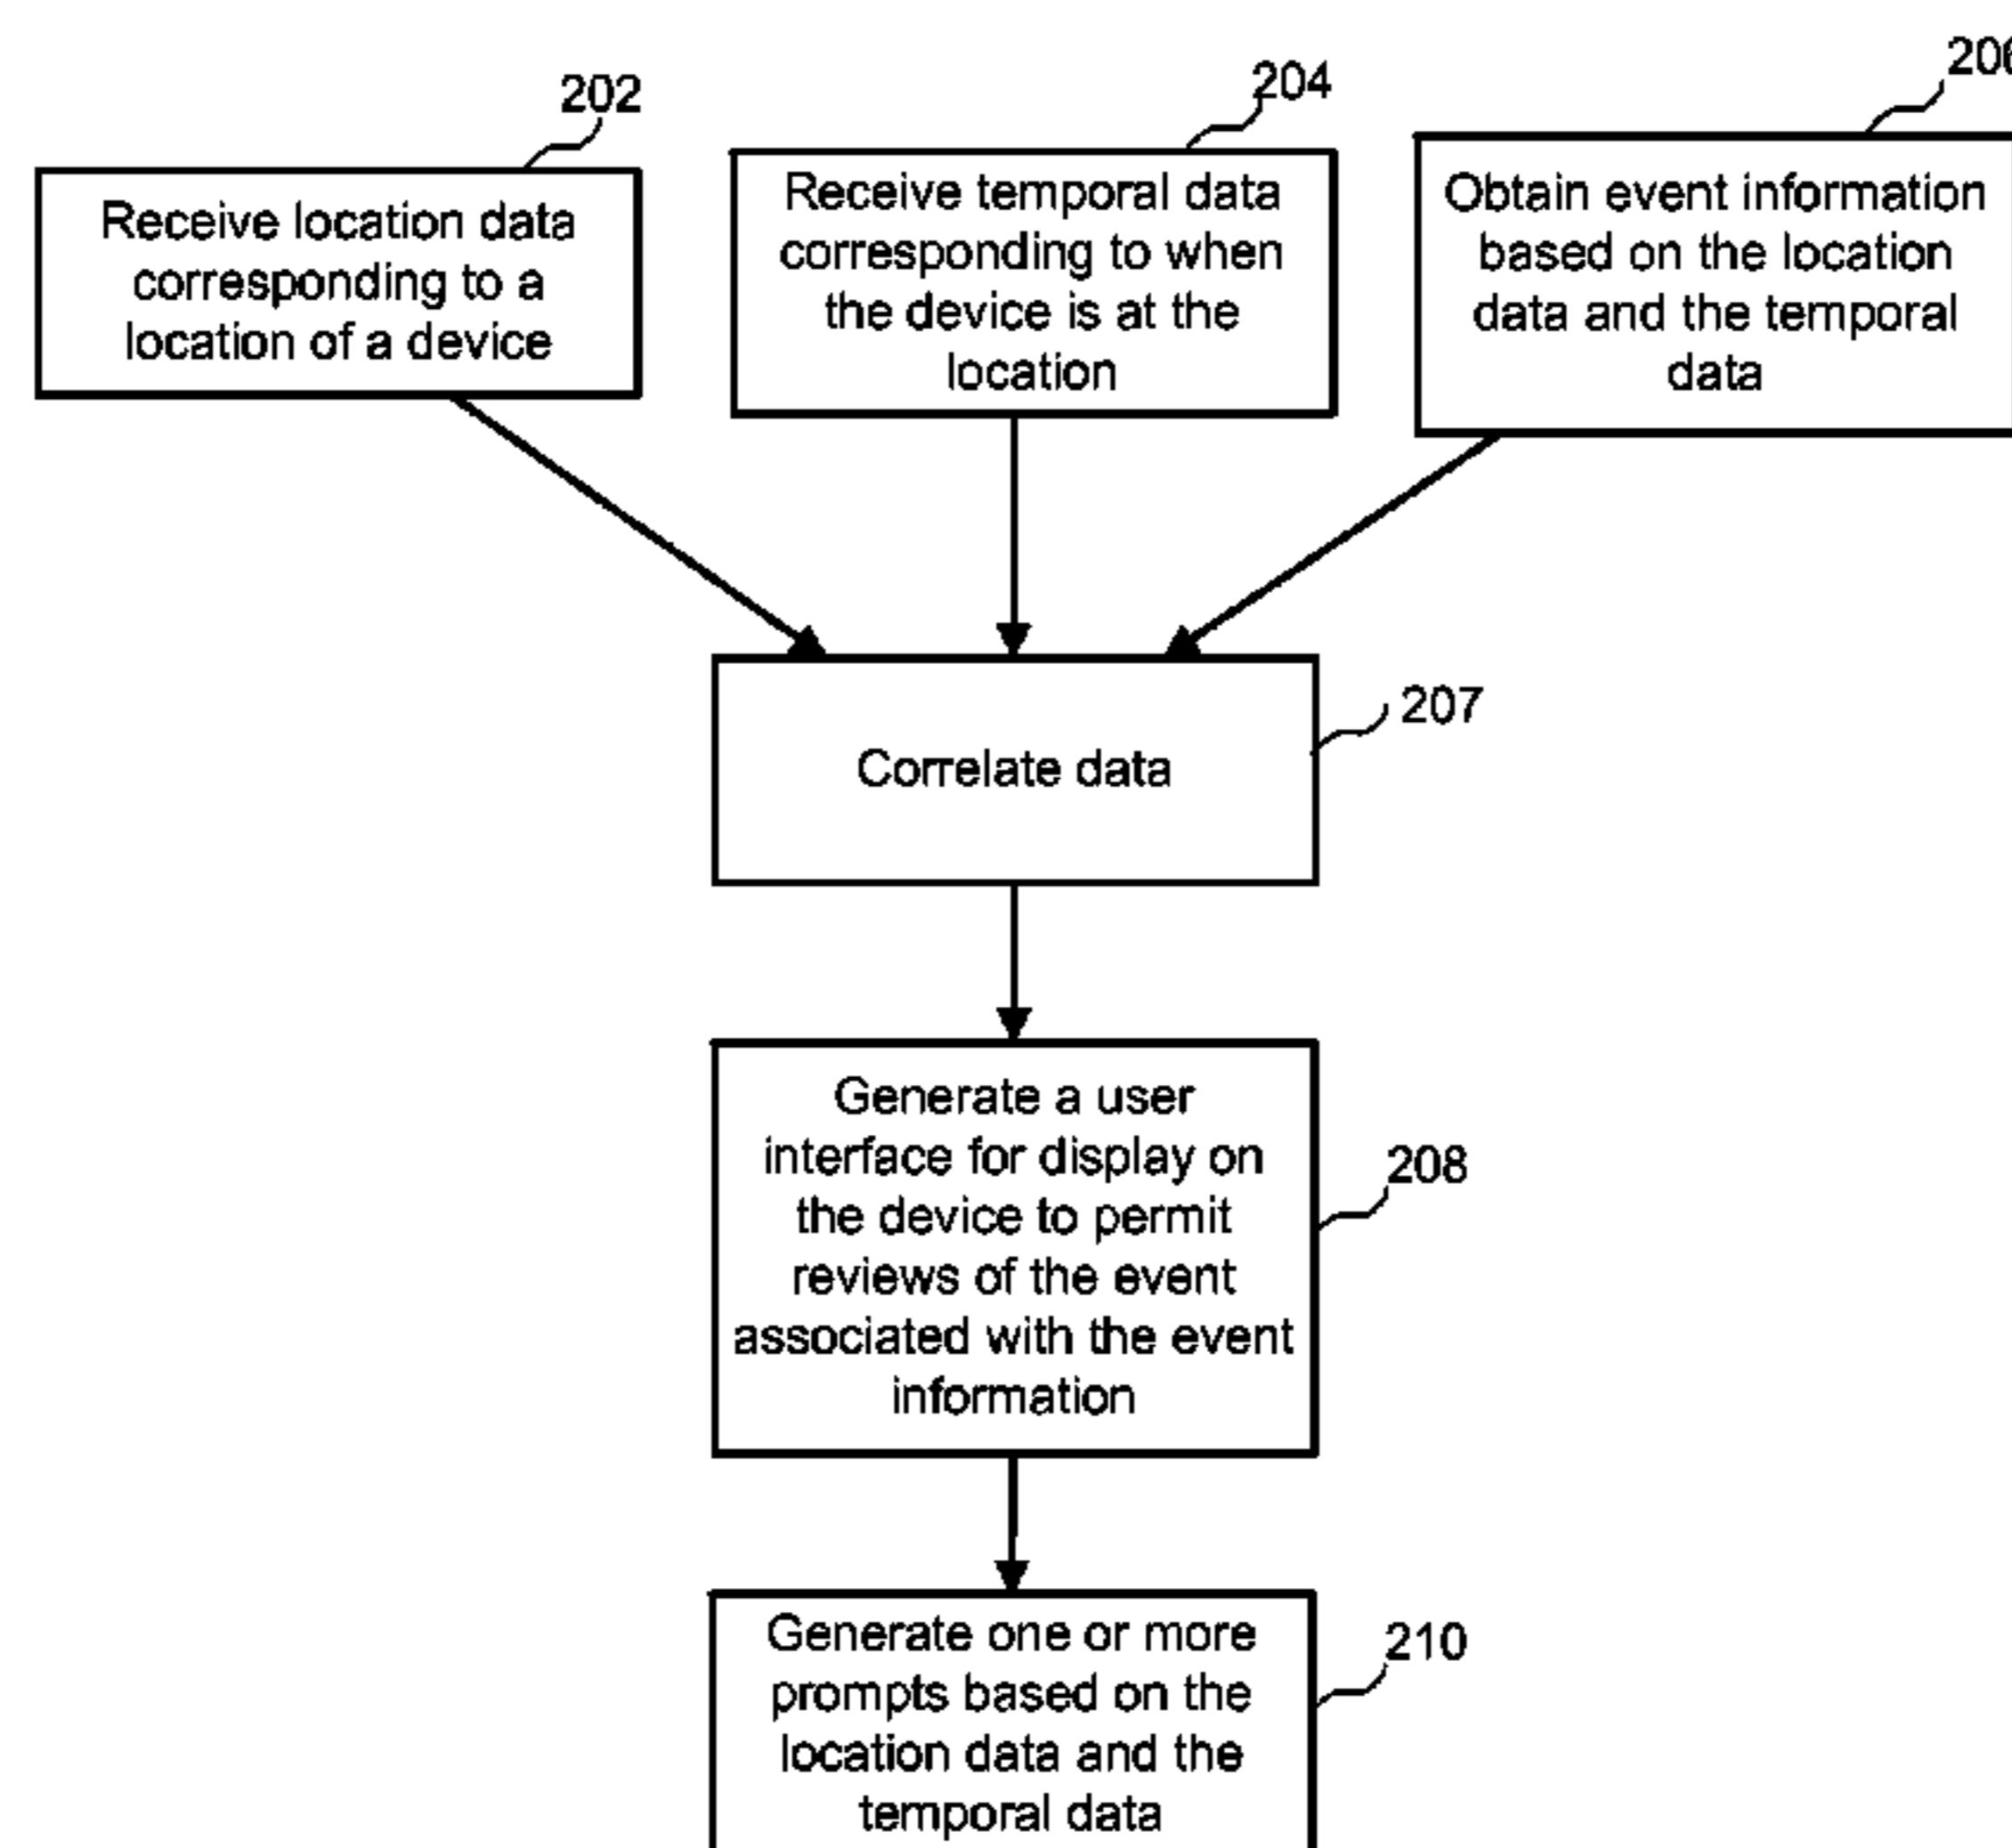 202
Receive location data
corresponding to a
location of a device
204
Receive temporal data
corresponding to when
the device is at the
location
206
Obtain event information
based on the location
data and the temporal
data
Correlate data
207
Generate a user
interface for display on
the device to permit
reviews of the event
associated with the event
information
208
Generate one or more
prompts based on the
location data and the
temporal data
210